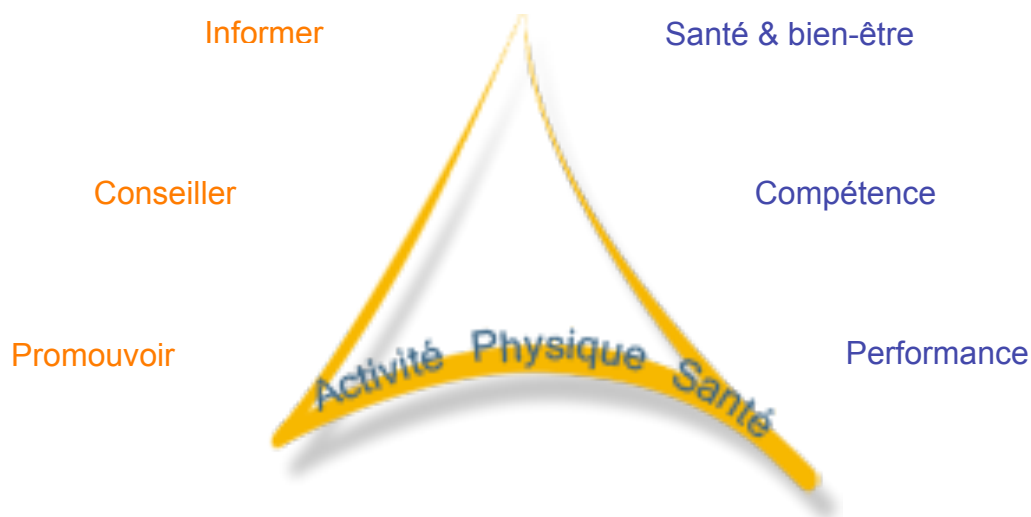 Informer
Santé & bien-être
Conseiller
Compétence
Promouvoir
Activité Physique Santé
Performance